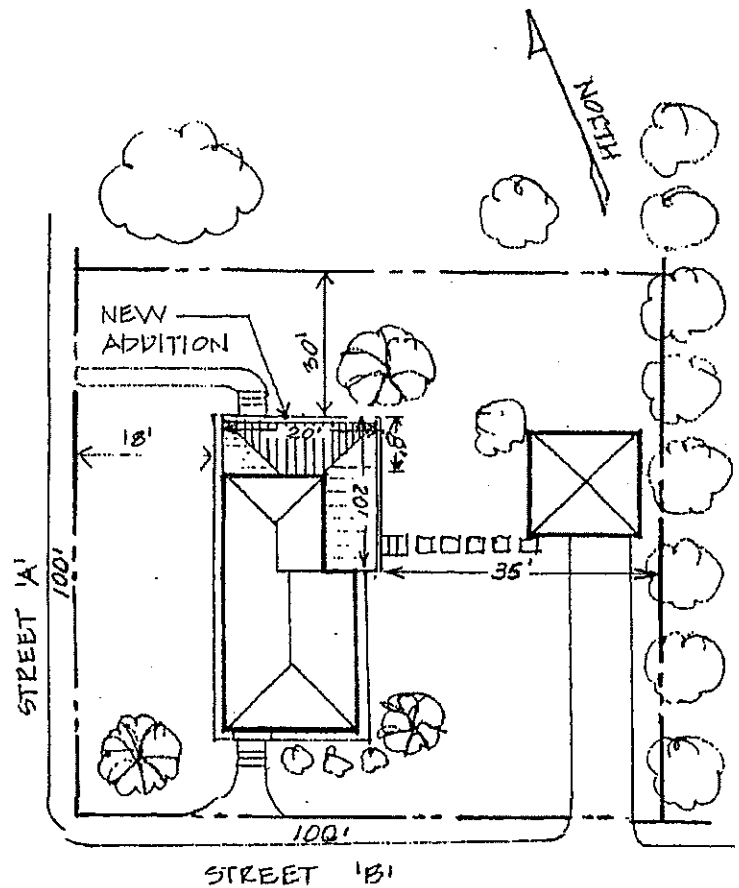 NORTH
NEW
ADDITION
30'
20'
8'
18'
20'
35'
100'
STREET 'A'
100'
STREET 'B'